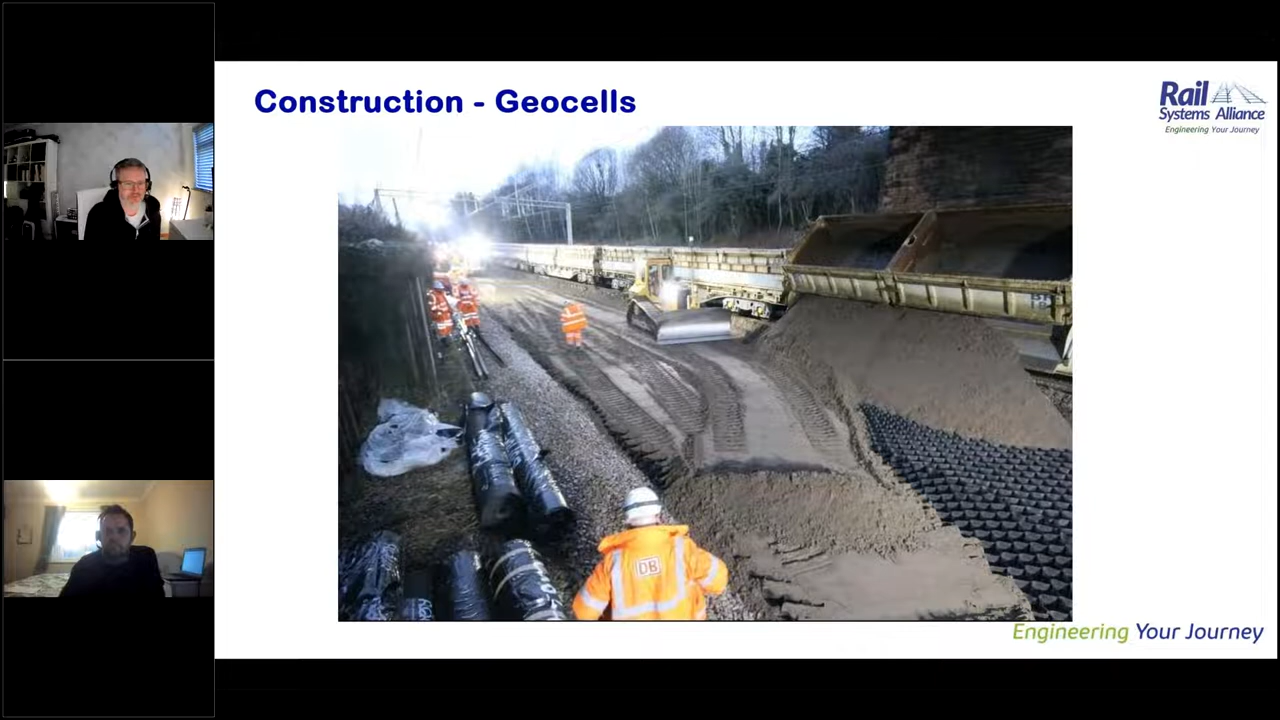 Construction - Geocells
Rail
Systems Alliance
Engineering Your Journey
DB
Engineering Your Journey